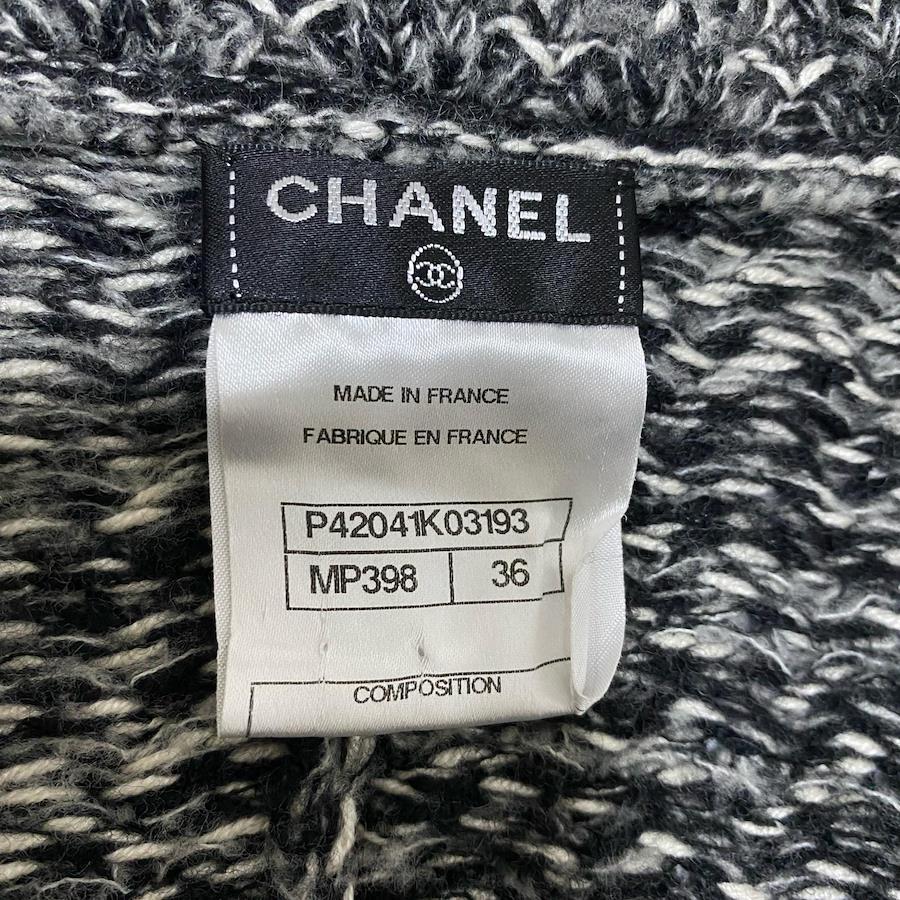 CHANEL
MADE IN FRANCE
FABRIQUE EN FRANCE
P42041K03193
MP398 36
COMPOSITION